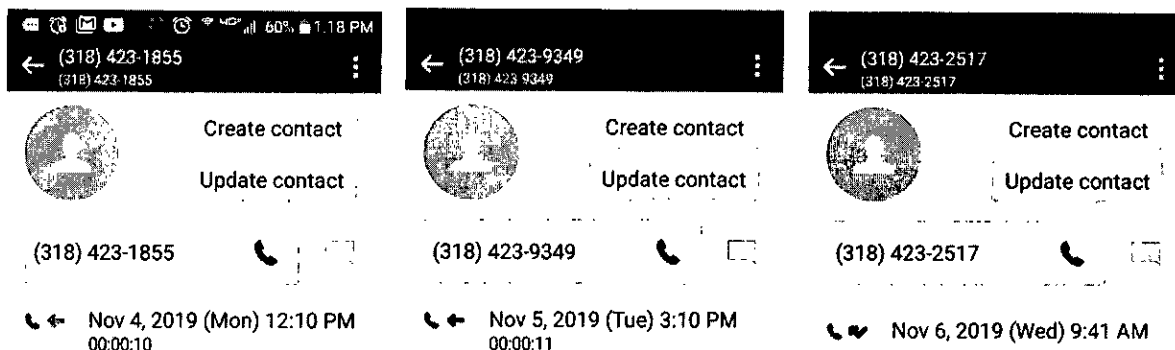 4G 60% 1:18 PM
(318) 423-1855
(318) 423-1855
Create contact
Update contact
(318) 423-1855
Nov 4, 2019 (Mon) 12:10 PM
00:00:10
(318) 423-9349
(318) 423 9349
Create contact
Update contact
(318) 423-9349
Nov 5, 2019 (Tue) 3:10 PM
00:00:11
(318) 423-2517
(318) 423-2517
Create contact
Update contact
(318) 423-2517
Nov 6, 2019 (Wed) 9:41 AM